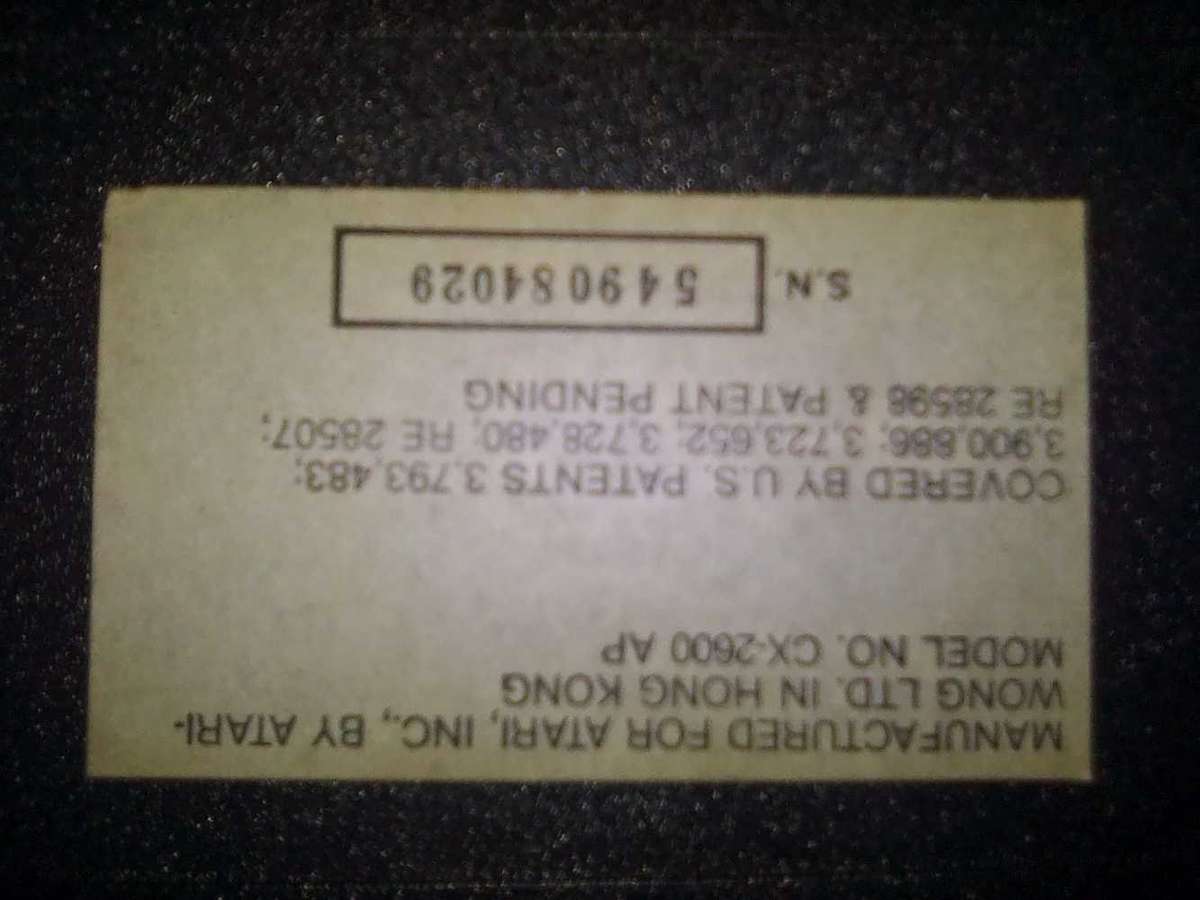 MANUFACTURED FOR ATARI, INC., BY ATARI-
WONG LTD. IN HONG KONG
MODEL NO. CX-2600 AP
COVERED BY U.S. PATENTS 3,793,483;
3,900,886; 3,723,652; 3,728,480; RE 28507;
RE 28598 & PATENT PENDING
S.N. 549084029